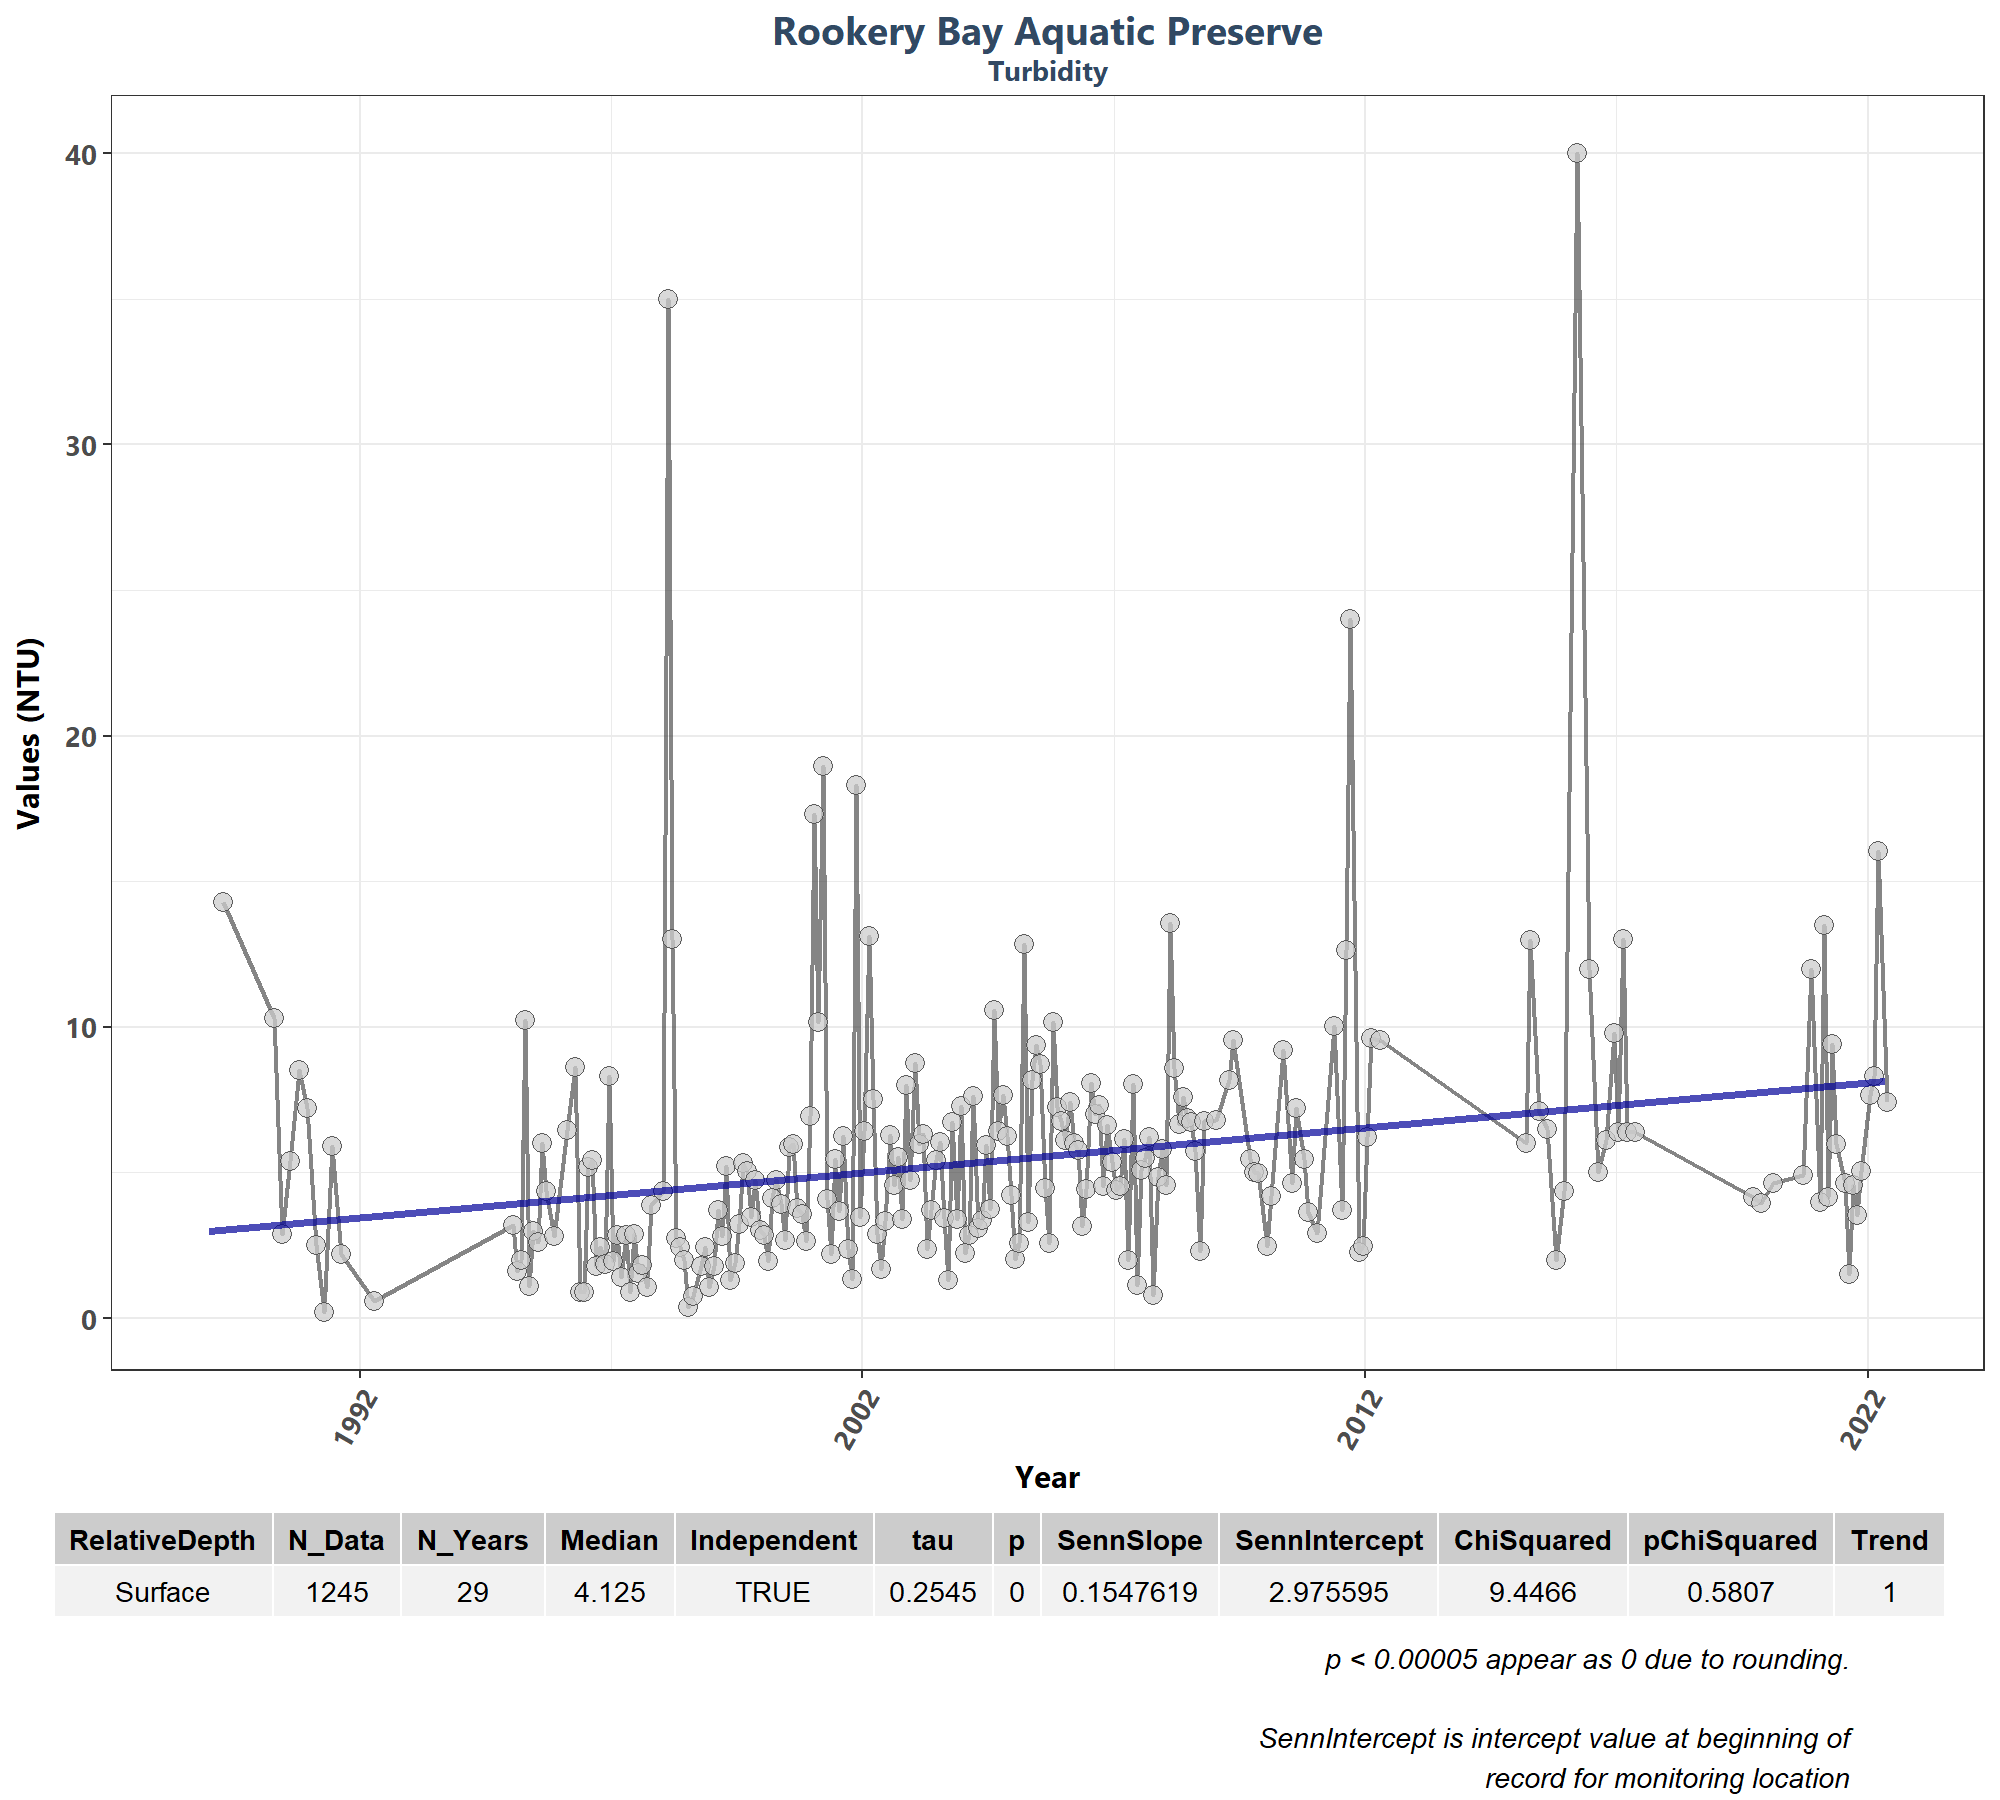 Rookery Bay Aquatic Preserve
Turbidity
Values (NTU)
40
30
20
10
0
1992
2002
2012
2022
Year
RelativeDepth N_Data N_Years Median Independent tau p SennSlope SennIntercept ChiSquared pChiSquared Trend
Surface 1245 29 4.125 TRUE 0.2545 0 0.1547619 2.975595 9.4466 0.5807 1
p < 0.00005 appear as 0 due to rounding.
SennIntercept is intercept value at beginning of
record for monitoring location